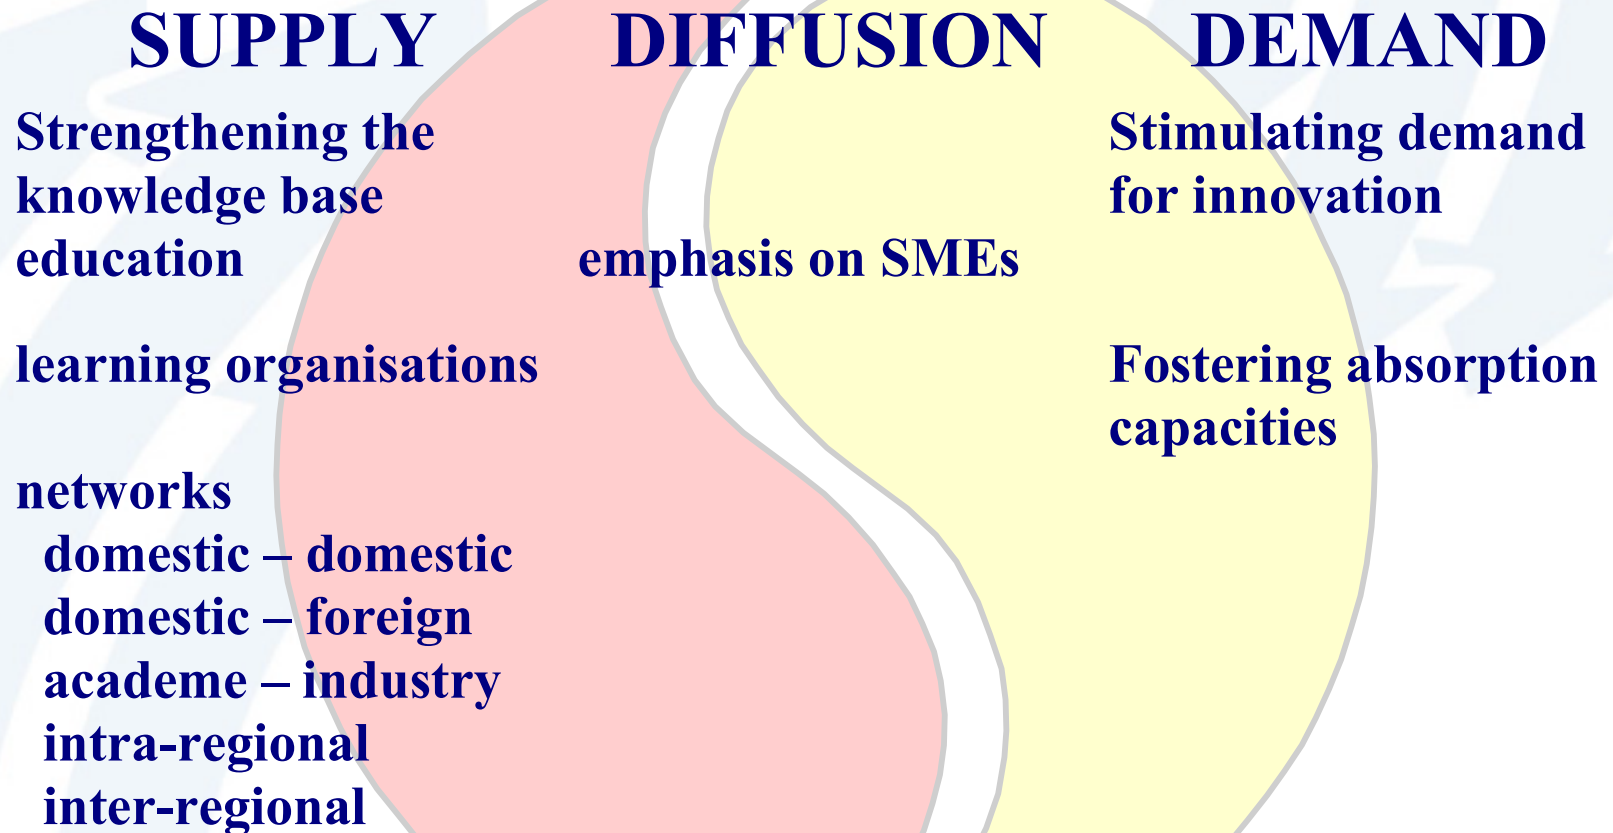 SUPPLY DIFFUSION DEMAND
Strengthening the
knowledge base
education
learning organisations
networks
domestic – domestic
domestic – foreign
academe – industry
intra-regional
inter-regional
emphasis on SMEs
Stimulating demand
for innovation
Fostering absorption
capacities